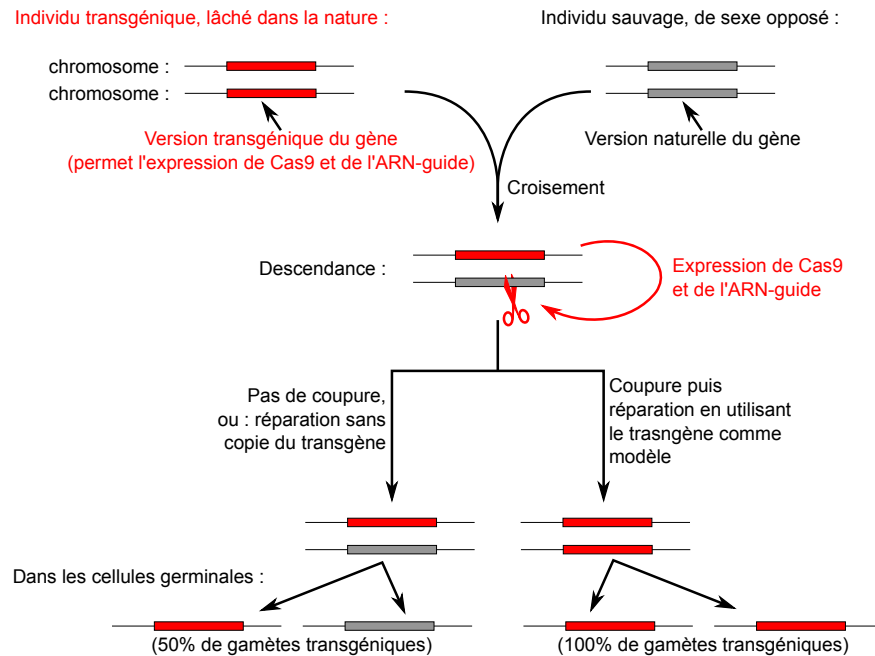 Individu transgénique, lâché dans la nature :
Individu sauvage, de sexe opposé :
chromosome :
chromosome :
Version transgénique du gène
(permet l'expression de Cas9 et de l'ARN-guide)
Version naturelle du gène
Croisement
Descendance :
Expression de Cas9
et de l'ARN-guide
Pas de coupure,
ou : réparation sans
copie du transgène
Coupure puis
réparation en utilisant
le trasngène comme
modèle
Dans les cellules germinales :
(50% de gamètes transgéniques)
(100% de gamètes transgéniques)